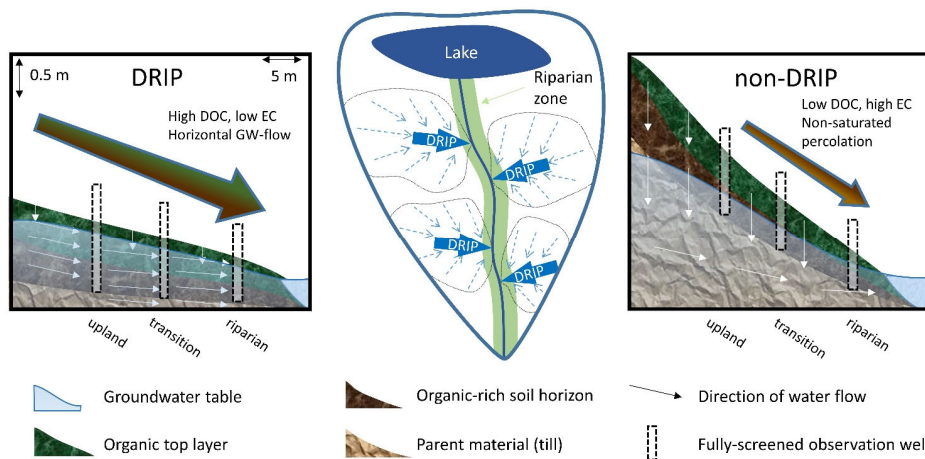 0.5 m
DRIP
5 m
High DOC, low EC
Horizontal GW-flow
upland
transition
riparian
Lake
Riparian
zone
DRIP
DRIP
DRIP
DRIP
non-DRIP
Low DOC, high EC
Non-saturated
percolation
upland
transition
riparian
Groundwater table
Organic-rich soil horizon
Direction of water flow
Organic top layer
Parent material (till)
Fully-screened observation well